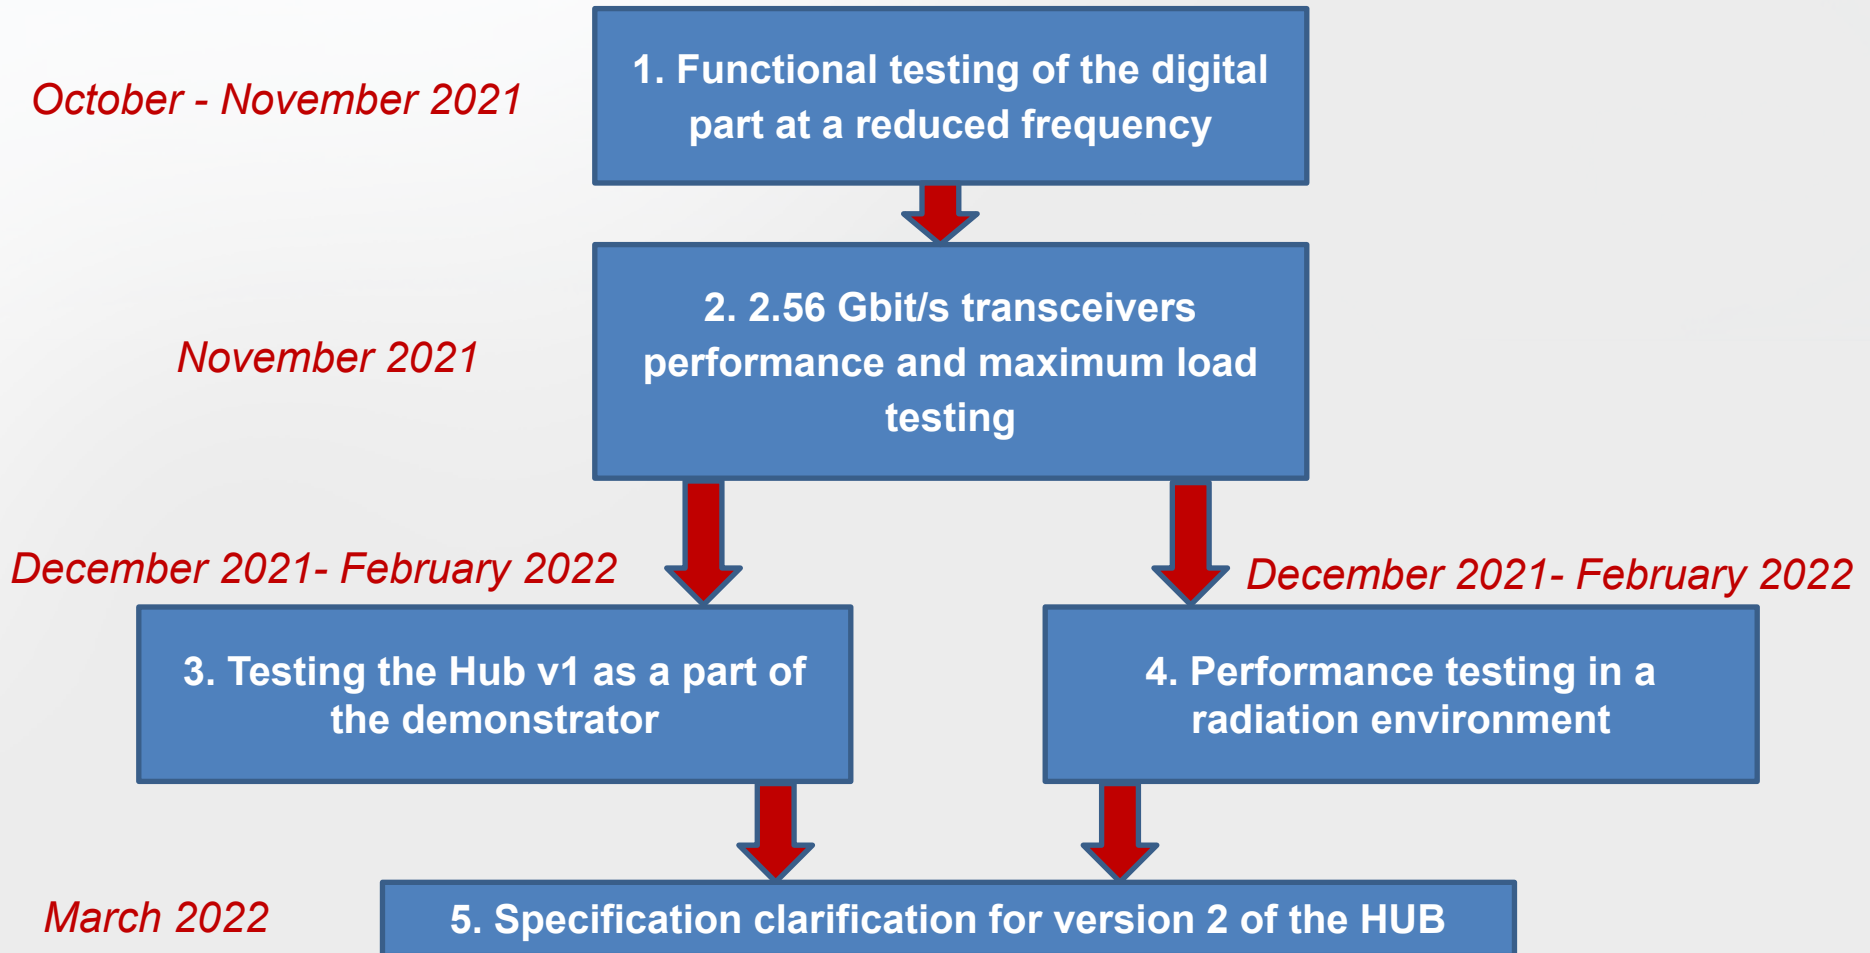 October - November 2021
1. Functional testing of the digital
part at a reduced frequency
November 2021
2. 2.56 Gbit/s transceivers
performance and maximum load
testing
December 2021- February 2022
December 2021- February 2022
3. Testing the Hub v1 as a part of
the demonstrator
4. Performance testing in a
radiation environment
March 2022
5. Specification clarification for version 2 of the HUB